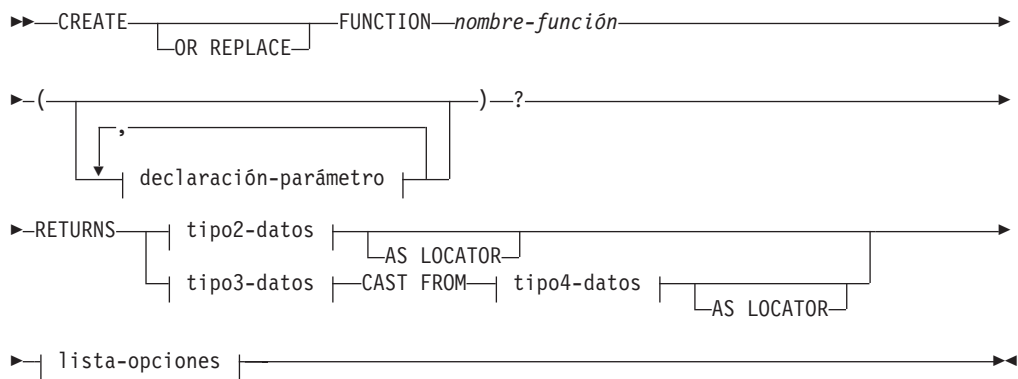 CREATE FUNCTION nombre-función
OR REPLACE
( ) ?
,
declaración-parámetro
RETURNS tipo2-datos
AS LOCATOR
tipo3-datos CAST FROM tipo4-datos
AS LOCATOR
lista-opciones